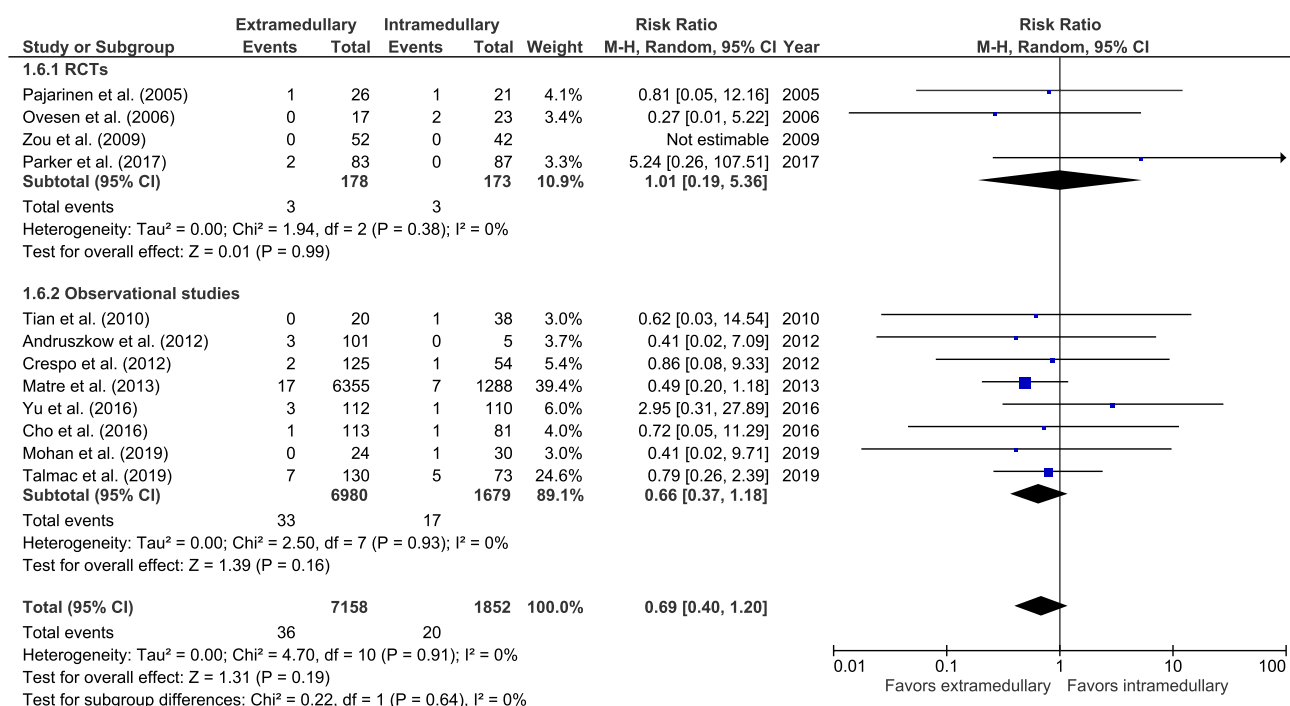 Extramedullary Intramedullary Risk Ratio Risk Ratio
Study or Subgroup Events Total Events Total Weight M-H, Random, 95% CI Year M-H, Random, 95% CI
1.6.1 RCTs
Pajarinen et al. (2005) 1 26 1 21 4.1% 0.81 [0.05, 12.16] 2005
Ovesen et al. (2006) 0 17 2 23 3.4% 0.27 [0.01, 5.22] 2006
Zou et al. (2009) 0 52 0 42 Not estimable 2009
Parker et al. (2017) 2 83 0 87 3.3% 5.24 [0.26, 107.51] 2017
Subtotal (95% CI) 178 173 10.9% 1.01 [0.19, 5.36]
Total events 3 3
Heterogeneity: Tau² = 0.00; Chi² = 1.94, df = 2 (P = 0.38); I² = 0%
Test for overall effect: Z = 0.01 (P = 0.99)
1.6.2 Observational studies
Tian et al. (2010) 0 20 1 38 3.0% 0.62 [0.03, 14.54] 2010
Andruszkow et al. (2012) 3 101 0 5 3.7% 0.41 [0.02, 7.09] 2012
Crespo et al. (2012) 2 125 1 54 5.4% 0.86 [0.08, 9.33] 2012
Matre et al. (2013) 17 6355 7 1288 39.4% 0.49 [0.20, 1.18] 2013
Yu et al. (2016) 3 112 1 110 6.0% 2.95 [0.31, 27.89] 2016
Cho et al. (2016) 1 113 1 81 4.0% 0.72 [0.05, 11.29] 2016
Mohan et al. (2019) 0 24 1 30 3.0% 0.41 [0.02, 9.71] 2019
Talmac et al. (2019) 7 130 5 73 24.6% 0.79 [0.26, 2.39] 2019
Subtotal (95% CI) 6980 1679 89.1% 0.66 [0.37, 1.18]
Total events 33 17
Heterogeneity: Tau² = 0.00; Chi² = 2.50, df = 7 (P = 0.93); I² = 0%
Test for overall effect: Z = 1.39 (P = 0.16)
Total (95% CI) 7158 1852 100.0% 0.69 [0.40, 1.20]
Total events 36 20
Heterogeneity: Tau² = 0.00; Chi² = 4.70, df = 10 (P = 0.91); I² = 0%
Test for overall effect: Z = 1.31 (P = 0.19)
Test for subgroup differences: Chi² = 0.22, df = 1 (P = 0.64), I² = 0%
0.01 0.1 1 10 100
Favors extramedullary Favors intramedullary